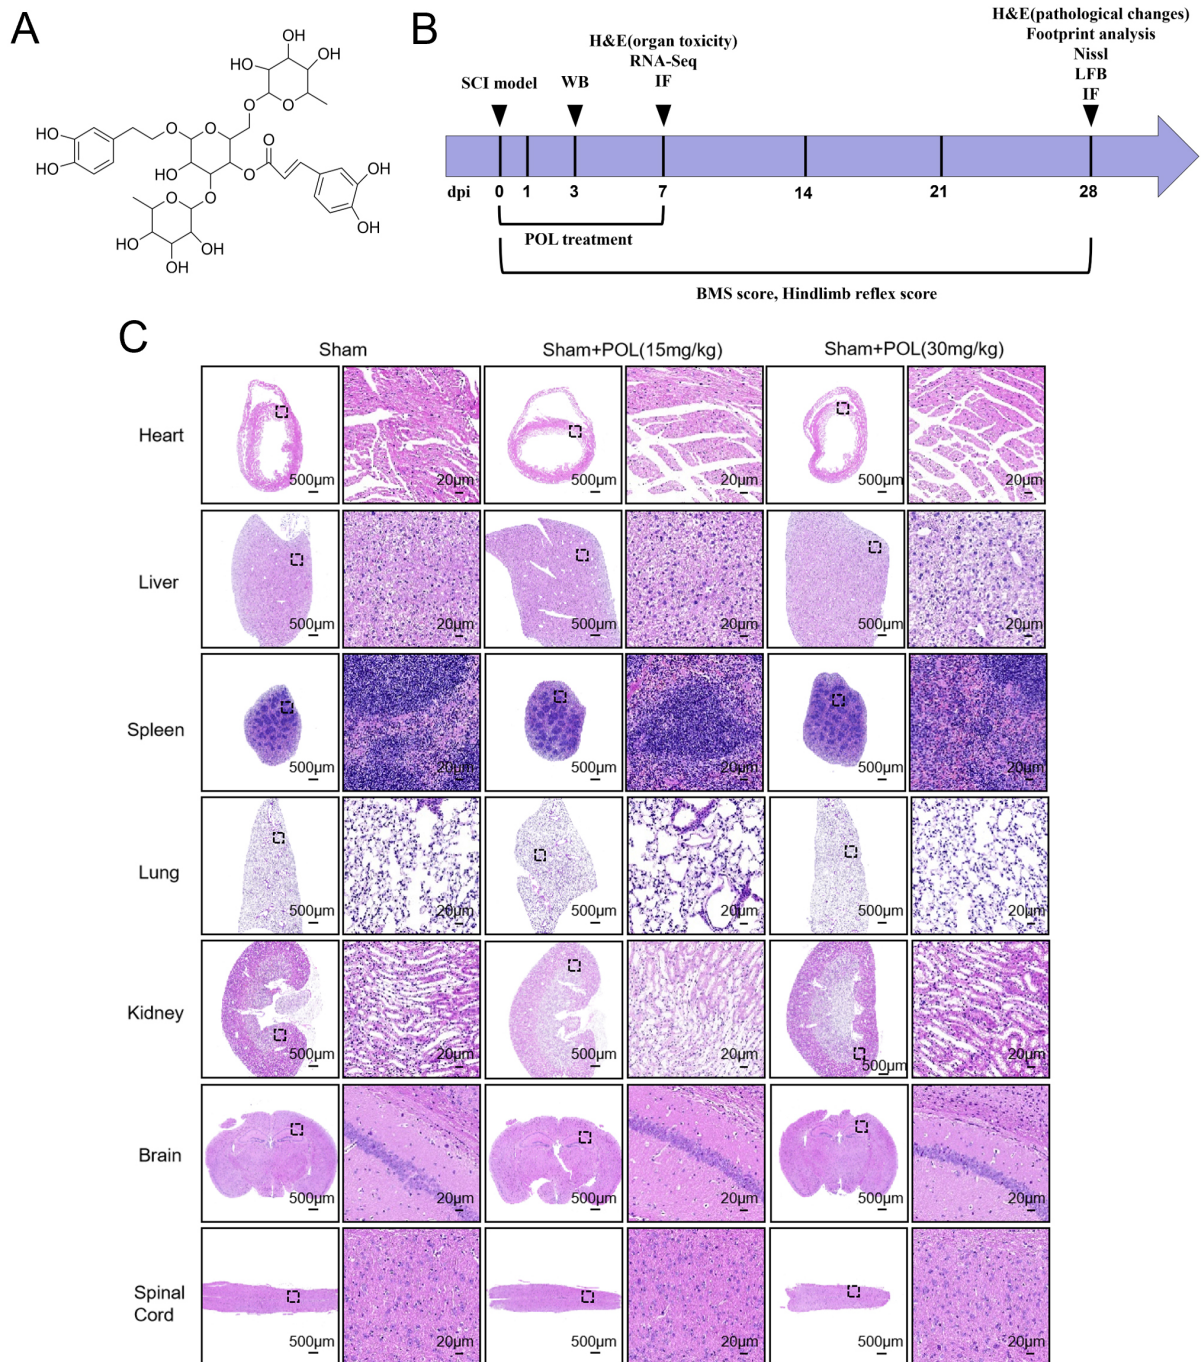 A
OH
HO
OH
O
O
HO
O
O
O
HO
HO
O
O
OH
O
O
OH
HO
OH
OH
B
H&E(organ toxicity)
RNA-Seq
IF
SCI model
WB
H&E(pathological changes)
Footprint analysis
Nissl
LFB
IF
dpi 0 1 3 7 14 21 28
POL treatment
BMS score, Hindlimb reflex score
C
Sham Sham+POL(15mg/kg) Sham+POL(30mg/kg)
Heart
500μm 20μm 500μm 20μm 500μm 20μm
Liver
500μm 20μm 500μm 20μm 500μm 20μm
Spleen
500μm 20μm 500μm 20μm 500μm 20μm
Lung
500μm 20μm 500μm 20μm 500μm 20μm
Kidney
500μm 20μm 500μm 20μm 500μm 20μm
Brain
500μm 20μm 500μm 20μm 500μm 20μm
Spinal
Cord
500μm 20μm 500μm 20μm 500μm 20μm